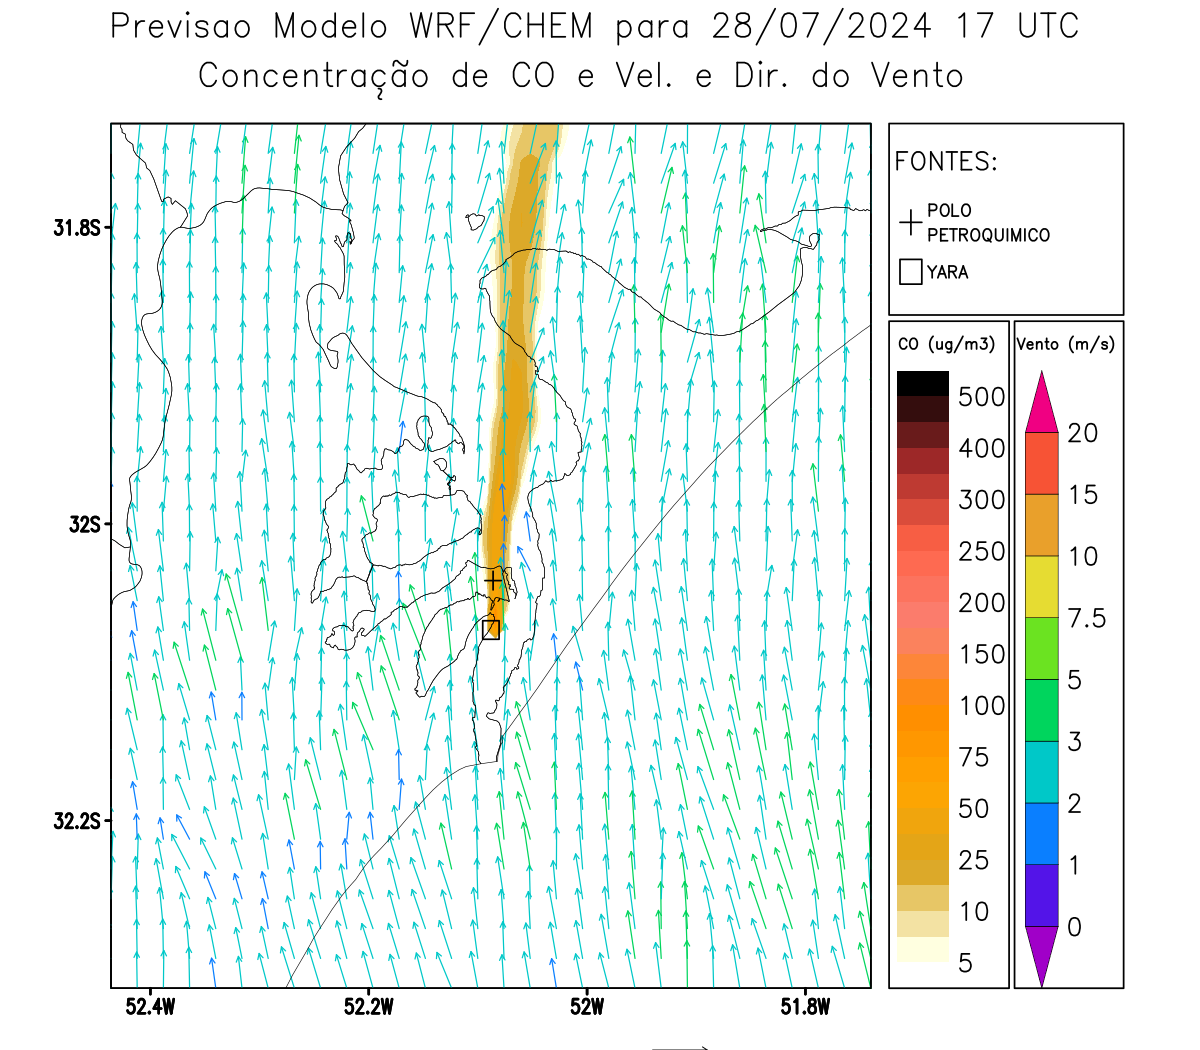 Previsao Modelo WRF/CHEM para 28/07/2024 17 UTC
Concentração de CO e Vel. e Dir. do Vento
FONTES:
POLO
PETROQUIMICO
YARA
CO (ug/m3)
500
400
300
250
200
150
100
75
50
25
10
5
Vento (m/s)
20
15
10
7.5
5
3
2
1
0
31.8S
32S
32.2S
52.4W
52.2W
52W
51.8W